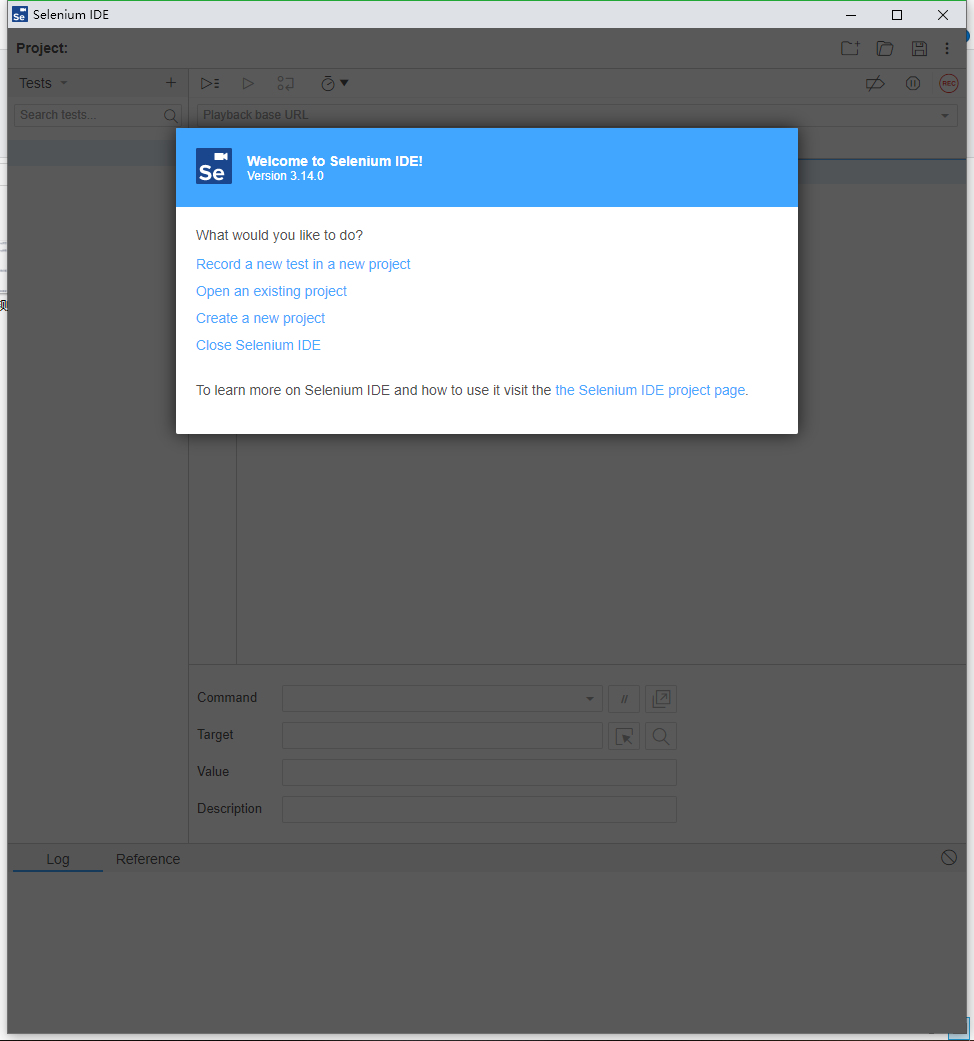 Se Selenium IDE
Project:
Tests
REC
Search tests...
Playback base URL
Se
Welcome to Selenium IDE!
Version 3.14.0
What would you like to do?
Record a new test in a new project
Open an existing project
Create a new project
Close Selenium IDE
To learn more on Selenium IDE and how to use it visit the the Selenium IDE project page.
Command
//
Target
Value
Description
Log Reference